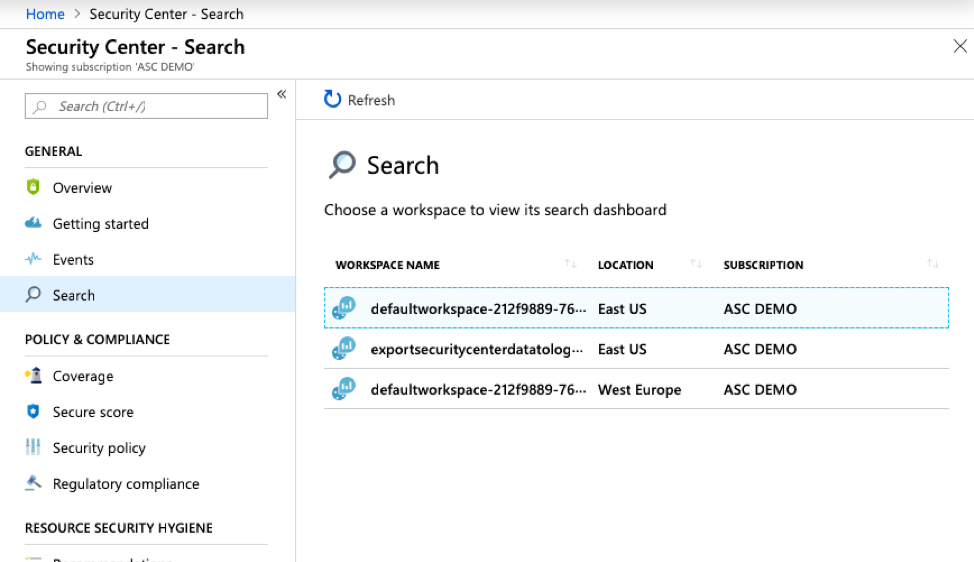 Home > Security Center - Search
Security Center - Search
Showing subscription 'ASC DEMO'
Search (Ctrl+/)
«
GENERAL
Overview
Getting started
Events
Search
POLICY & COMPLIANCE
Coverage
Secure score
Security policy
Regulatory compliance
RESOURCE SECURITY HYGIENE
Refresh
Search
Choose a workspace to view its search dashboard
WORKSPACE NAME LOCATION SUBSCRIPTION
defaultworkspace-212f9889-76··· East US ASC DEMO
exportsecuritycenterdatatolog··· East US ASC DEMO
defaultworkspace-212f9889-76··· West Europe ASC DEMO